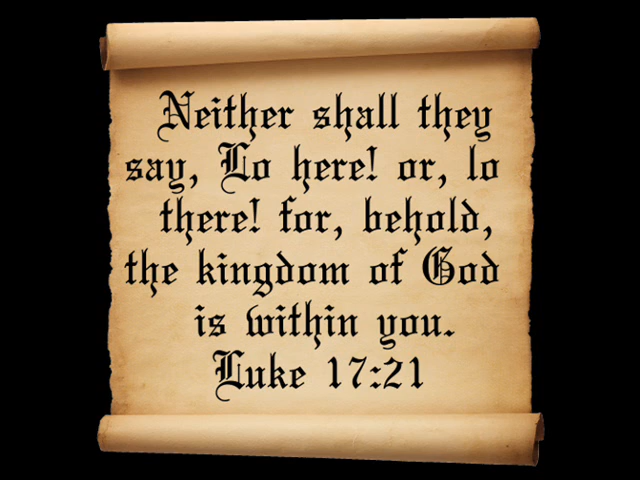 Neither shall they
say, Lo here! or, lo
there! for, behold,
the kingdom of God
is within you.
Luke 17:21